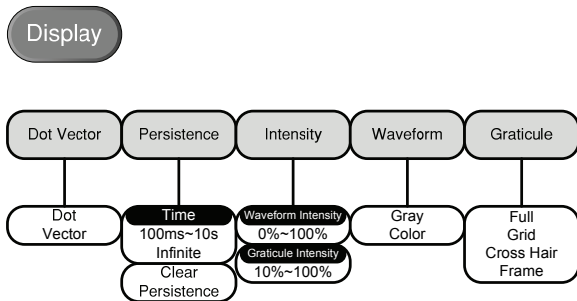 Display
Dot Vector
Persistence
Intensity
Waveform
Graticule
Dot
Vector
Time
100ms~10s
Infinite
Clear
Persistence
Waveform Intensity
0%~100%
Graticule Intensity
10%~100%
Gray
Color
Full
Grid
Cross Hair
Frame